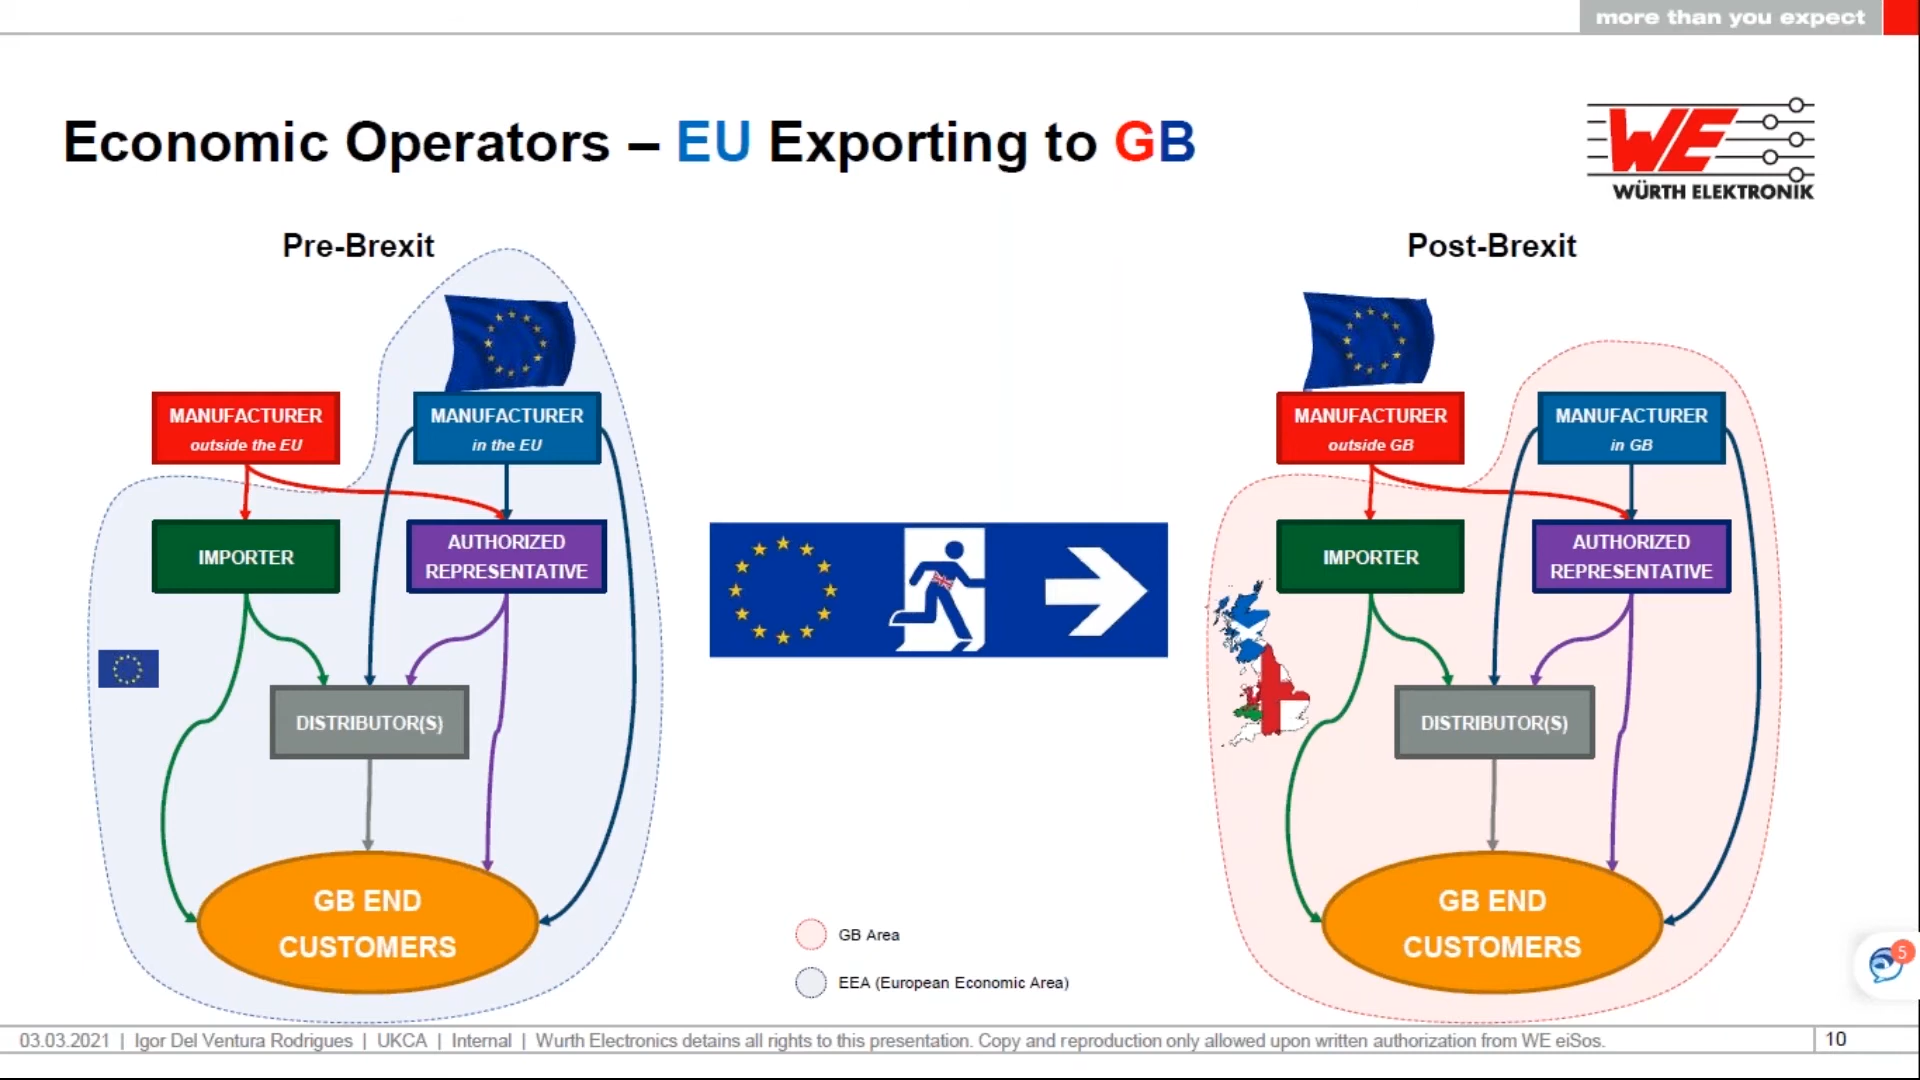 more than you expect
Economic Operators – EU Exporting to GB
WE
WÜRTH ELEKTRONIK
Pre-Brexit
MANUFACTURER
outside the EU
MANUFACTURER
in the EU
IMPORTER
AUTHORIZED
REPRESENTATIVE
DISTRIBUTOR(S)
GB END
CUSTOMERS
Post-Brexit
MANUFACTURER
outside GB
MANUFACTURER
in GB
IMPORTER
AUTHORIZED
REPRESENTATIVE
DISTRIBUTOR(S)
GB END
CUSTOMERS
GB Area
EEA (European Economic Area)
5
03.03.2021 | Igor Del Ventura Rodrigues | UKCA | Internal | Wurth Electronics detains all rights to this presentation. Copy and reproduction only allowed upon written authorization from WE eiSos.
10